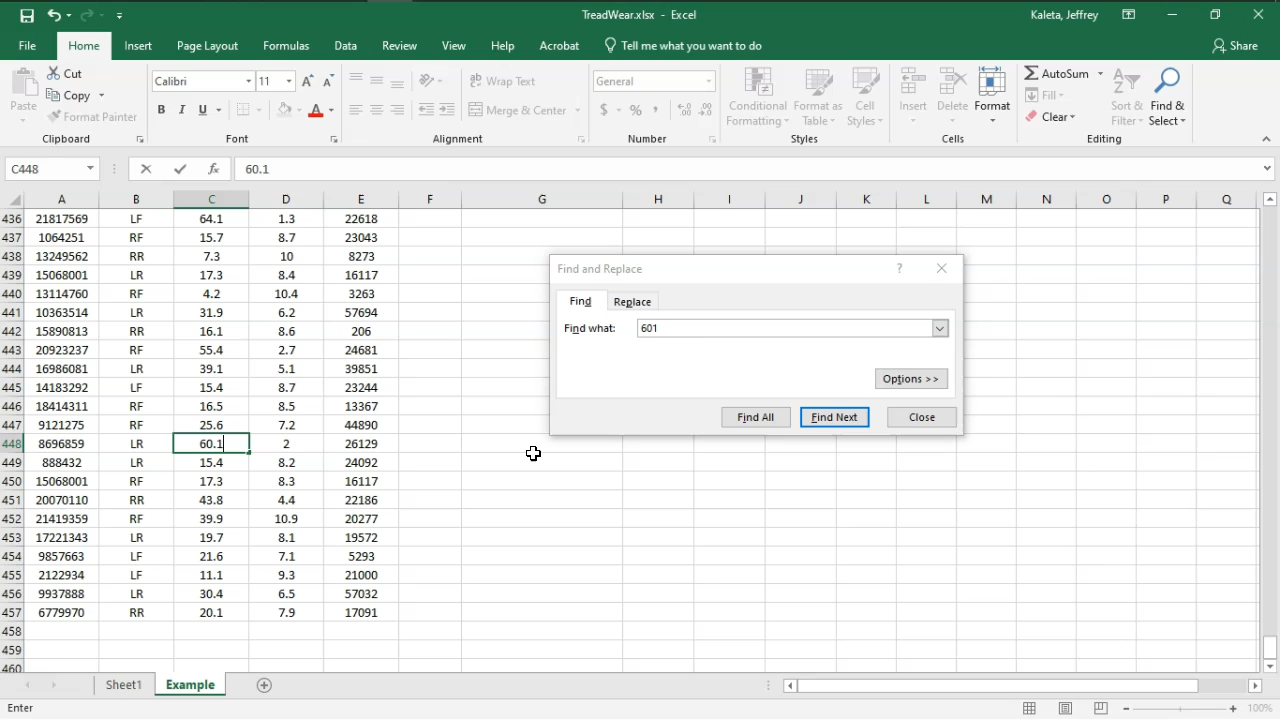 TreadWear.xlsx - Excel
Kaleta, Jeffrey
File Home Insert Page Layout Formulas Data Review View Help Acrobat Tell me what you want to do Share
Paste
Cut
Copy
Format Painter
Clipboard
Calibri 11
B I U A
Font
Wrap Text
Merge & Center
Alignment
General
$ % ,
Number
Conditional Formatting
Format as Table
Cell Styles
Styles
Insert
Delete
Format
Cells
AutoSum
Fill
Clear
Sort & Filter
Find & Select
Editing
C448 fx 60.1
A B C D E F G H I J K L M N O P Q
436 21817569 LF 64.1 1.3 22618
437 1064251 RF 15.7 8.7 23043
438 13249562 RR 7.3 10 8273
439 15068001 LR 17.3 8.4 16117
440 13114760 RF 4.2 10.4 3263
441 10363514 LR 31.9 6.2 57694
442 15890813 RR 16.1 8.6 206
443 20923237 RF 55.4 2.7 24681
444 16986081 LR 39.1 5.1 39851
445 14183292 LF 15.4 8.7 23244
446 18414311 RF 16.5 8.5 13367
447 9121275 RF 25.6 7.2 44890
448 8696859 LR 60.1 2 26129
449 888432 LR 15.4 8.2 24092
450 15068001 RF 17.3 8.3 16117
451 20070110 RR 43.8 4.4 22186
452 21419359 RF 39.9 10.9 20277
453 17221343 LR 19.7 8.1 19572
454 9857663 LF 21.6 7.1 5293
455 2122934 LF 11.1 9.3 21000
456 9937888 LR 30.4 6.5 57032
457 6779970 RR 20.1 7.9 17091
458
459
460
Find and Replace ?
Find Replace
Find what: 601
Options >>
Find All Find Next Close
Sheet1 Example
Enter
100%